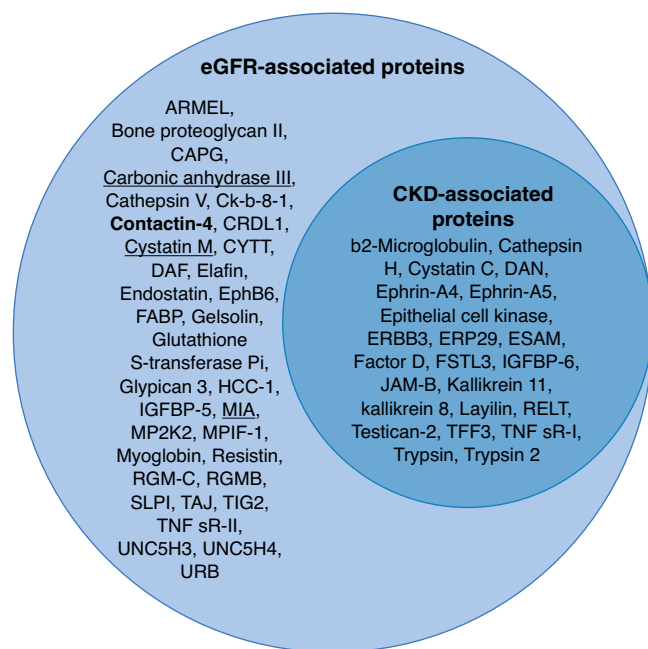 eGFR-associated proteins
ARMEL,
Bone proteoglycan II,
CAPG,
Carbonic anhydrase III,
Cathepsin V, Ck-b-8-1,
Contactin-4, CRDL1,
Cystatin M, CYTT,
DAF, Elafin,
Endostatin, EphB6,
FABP, Gelsolin,
Glutathione
S-transferase Pi,
Glypican 3, HCC-1,
IGFBP-5, MIA,
MP2K2, MPIF-1,
Myoglobin, Resistin,
RGM-C, RGMB,
SLPI, TAJ, TIG2,
TNF sR-II,
UNC5H3, UNC5H4,
URB
CKD-associated
proteins
b2-Microglobulin, Cathepsin
H, Cystatin C, DAN,
Ephrin-A4, Ephrin-A5,
Epithelial cell kinase,
ERBB3, ERP29, ESAM,
Factor D, FSTL3, IGFBP-6,
JAM-B, Kallikrein 11,
kallikrein 8, Layilin, RELT,
Testican-2, TFF3, TNF sR-I,
Trypsin, Trypsin 2